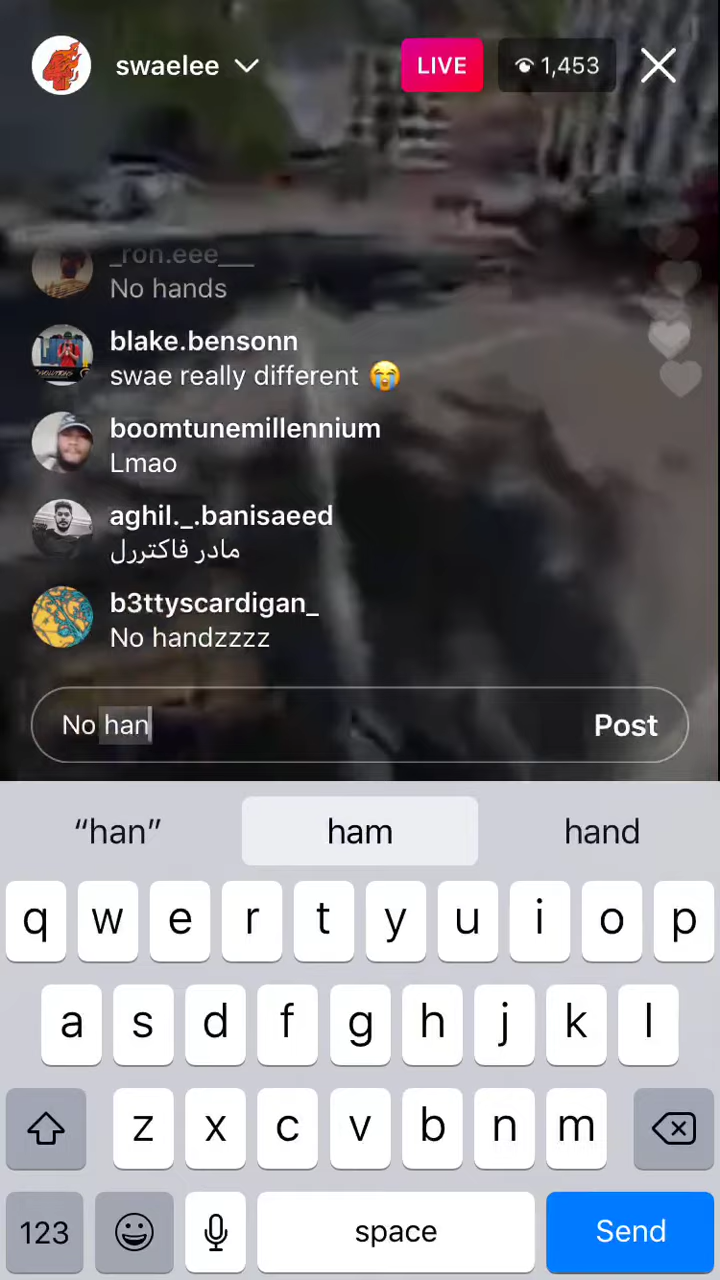 swaelee
LIVE
1,453
_ron.eee___
No hands
blake.bensonn
swae really different 😭
boomtunemillennium
Lmao
aghil._.banisaeed
مادر فاکتررل
b3ttyscardigan_
No handzzzz
No han
Post
“han”
ham
hand
q w e r t y u i o p
a s d f g h j k l
z x c v b n m
123
space
Send